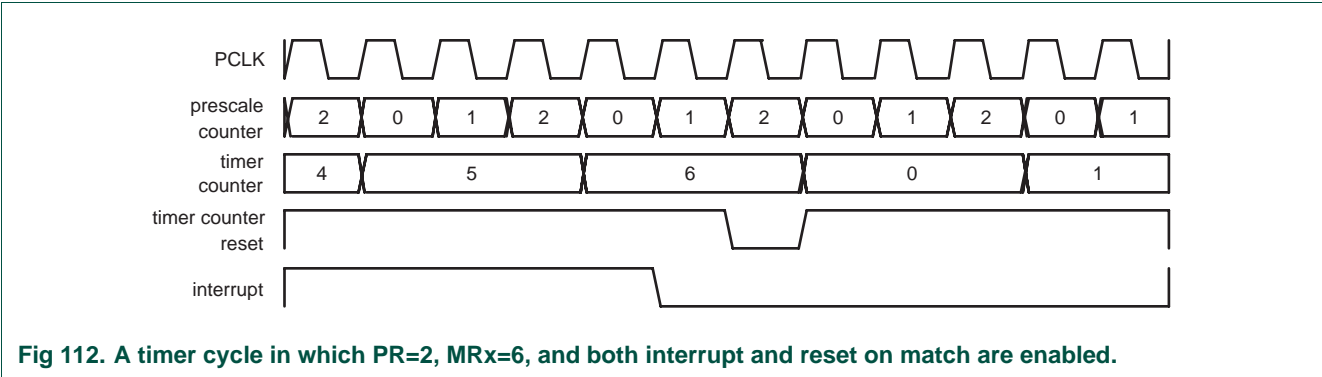 PCLK
prescale
counter
2 0 1 2 0 1 2 0 1 2 0 1
timer
counter
4 5 6 0 1
timer counter
reset
interrupt
Fig 112. A timer cycle in which PR=2, MRx=6, and both interrupt and reset on match are enabled.